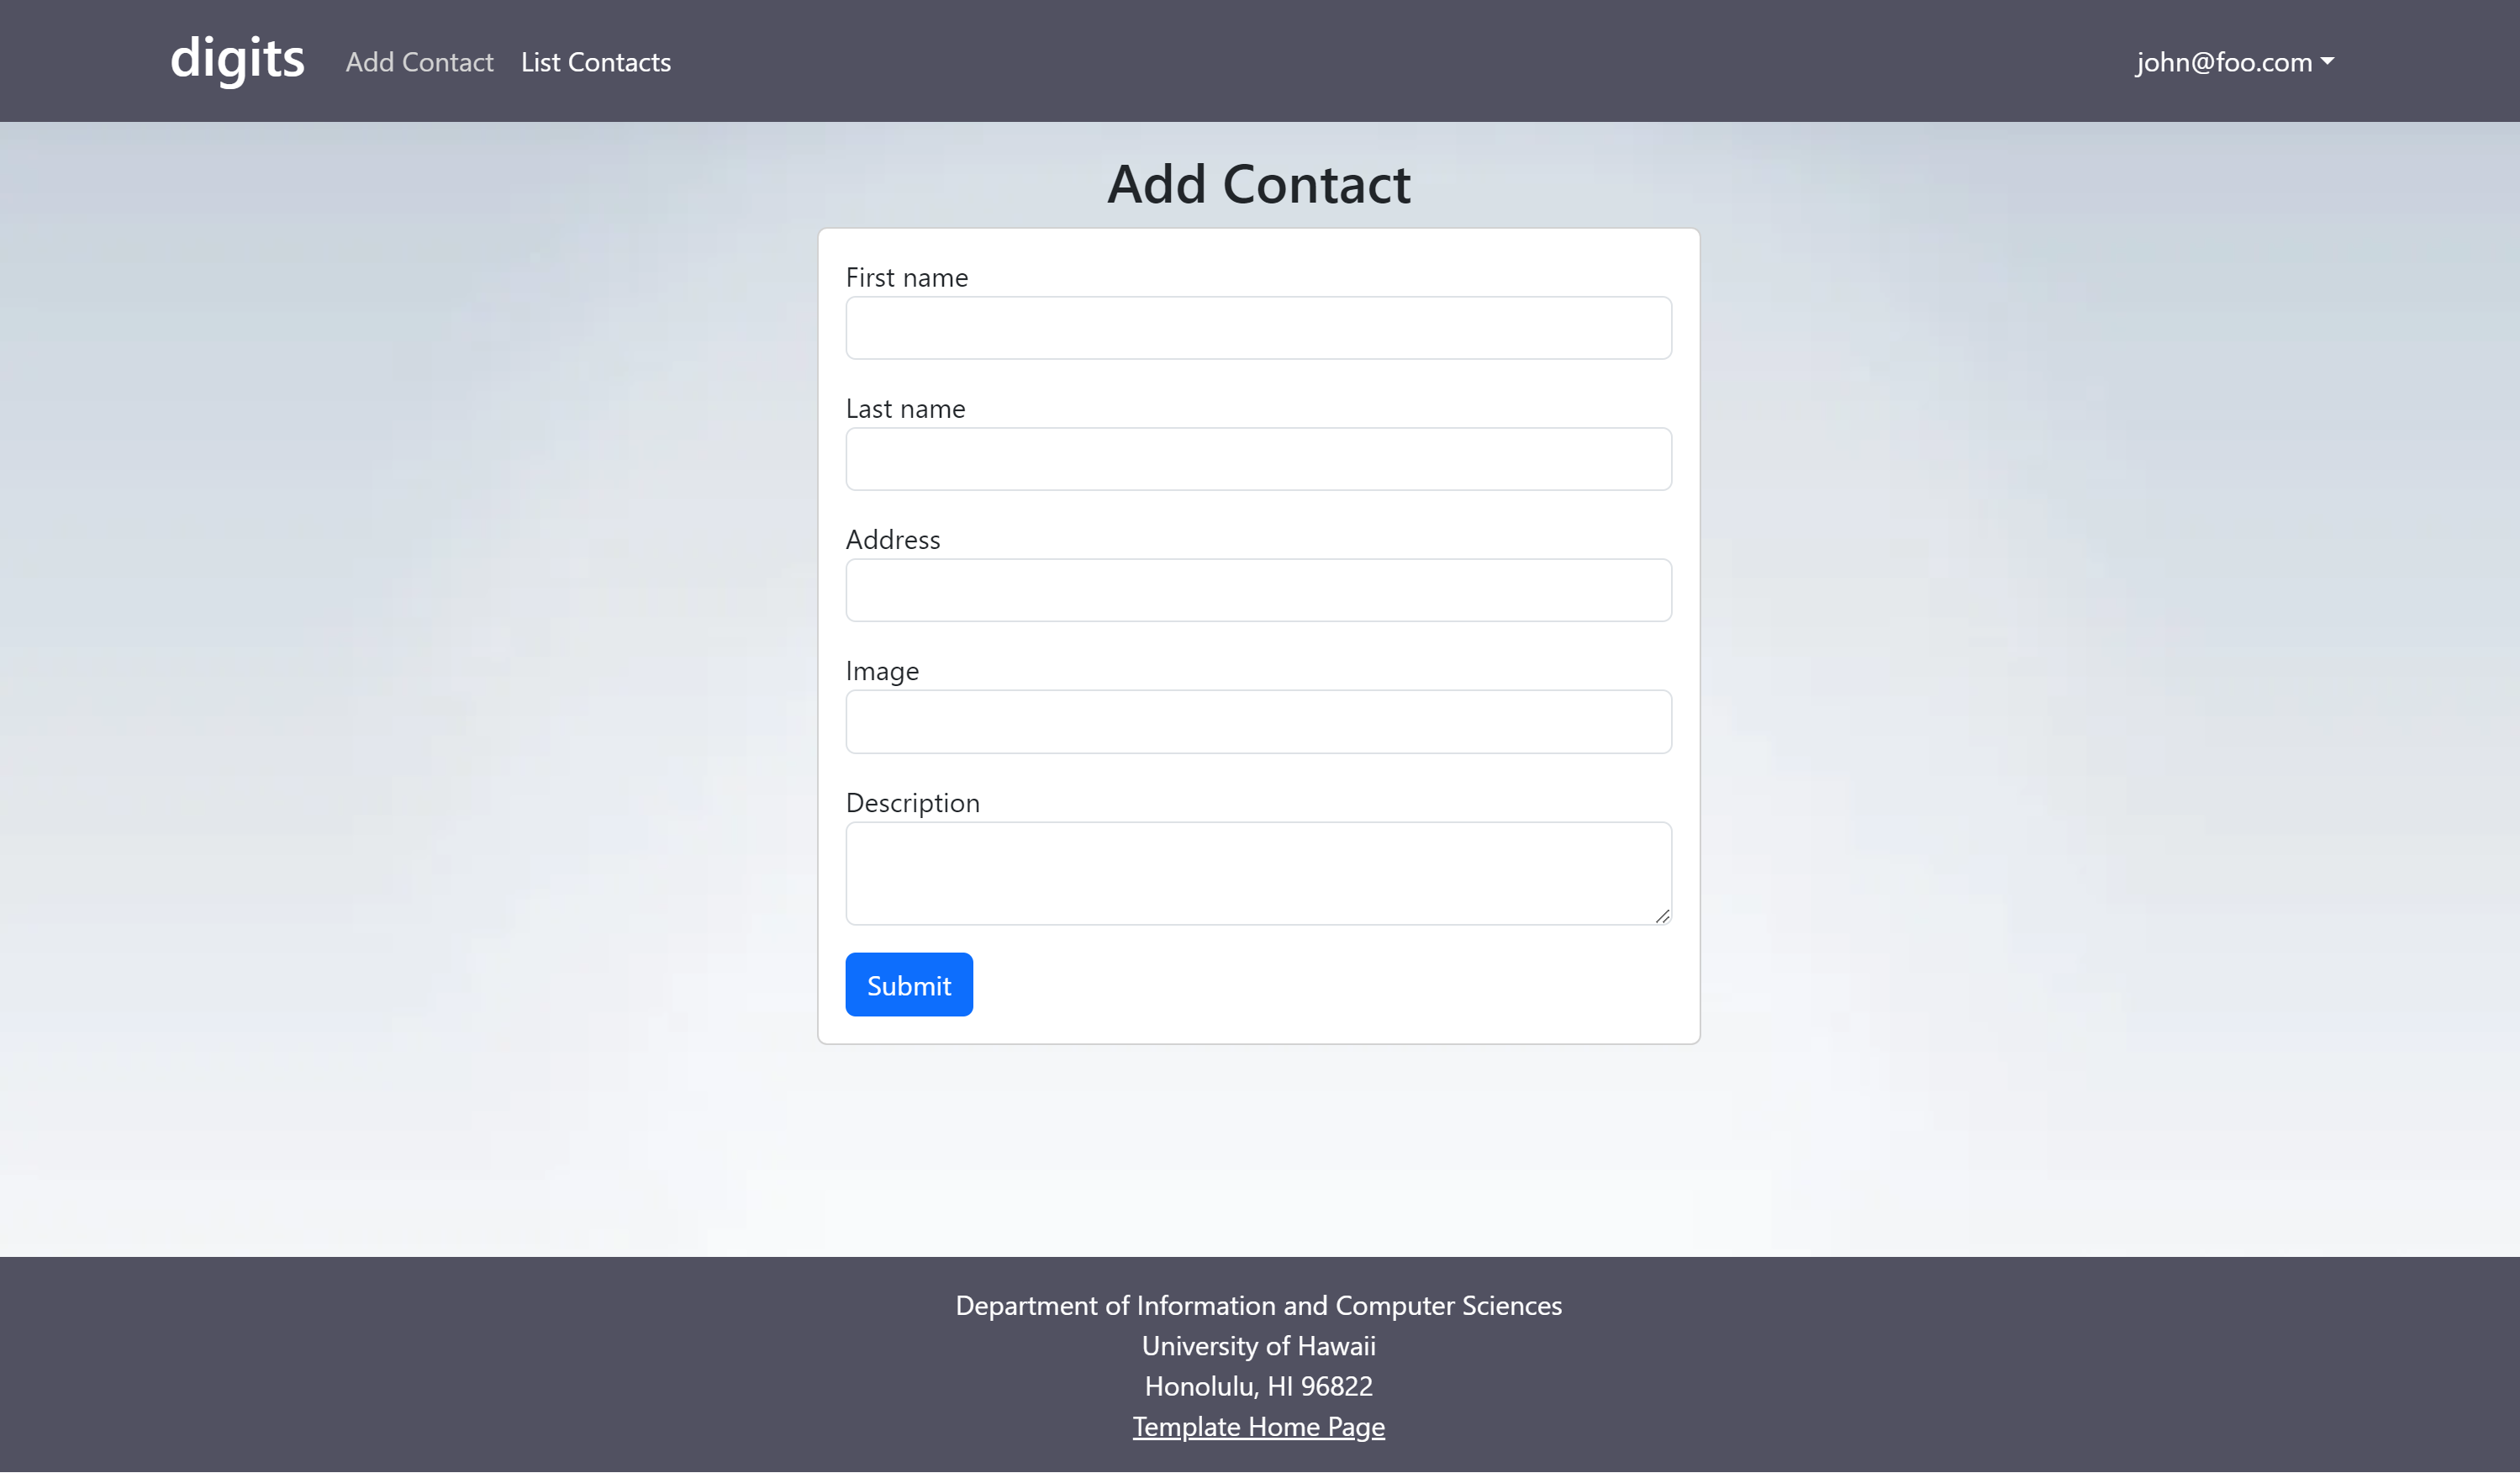 digits
Add Contact
List Contacts
john@foo.com
Add Contact
First name
Last name
Address
Image
Description
Submit
Department of Information and Computer Sciences
University of Hawaii
Honolulu, HI 96822
Template Home Page